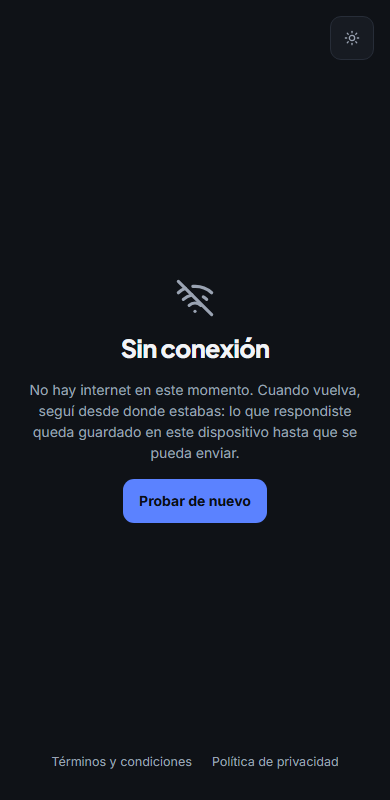 Sin conexión
No hay internet en este momento. Cuando vuelva,
seguí desde donde estabas: lo que respondiste
queda guardado en este dispositivo hasta que se
pueda enviar.
Probar de nuevo
Términos y condiciones Política de privacidad